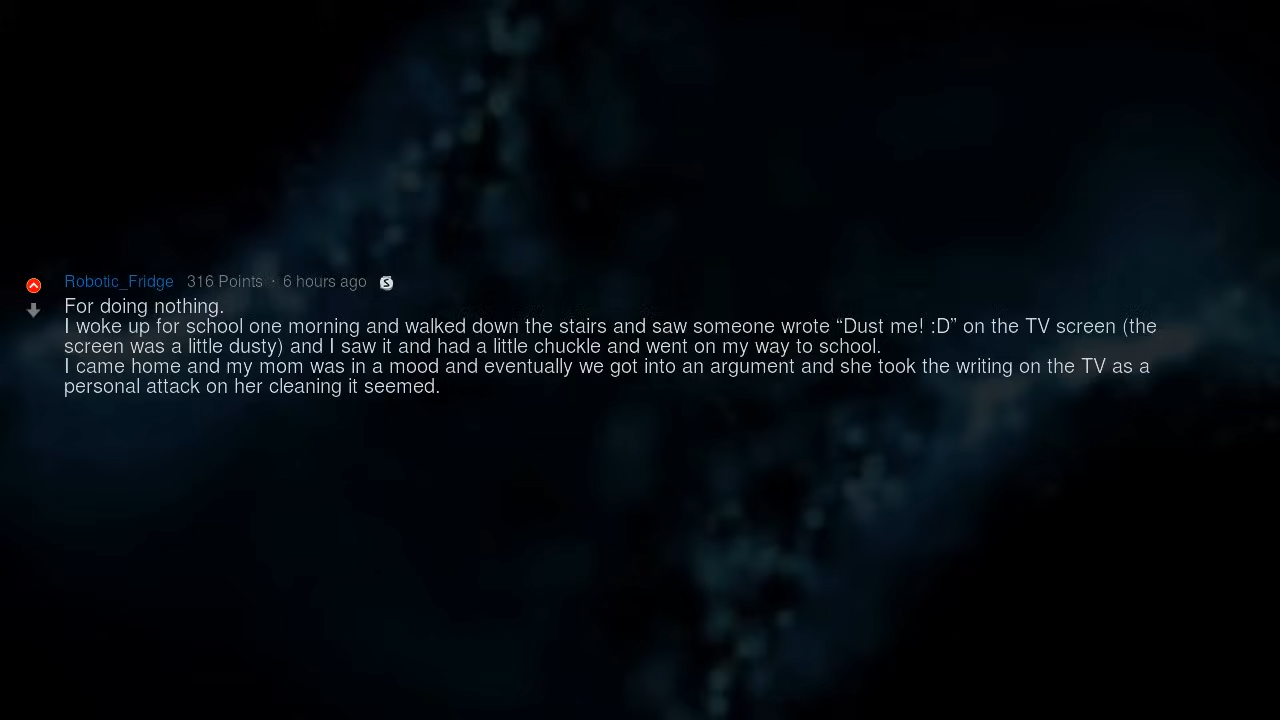 Robotic_Fridge 316 Points · 6 hours ago S
For doing nothing.
I woke up for school one morning and walked down the stairs and saw someone wrote “Dust me! :D” on the TV screen (the
screen was a little dusty) and I saw it and had a little chuckle and went on my way to school.
I came home and my mom was in a mood and eventually we got into an argument and she took the writing on the TV as a
personal attack on her cleaning it seemed.